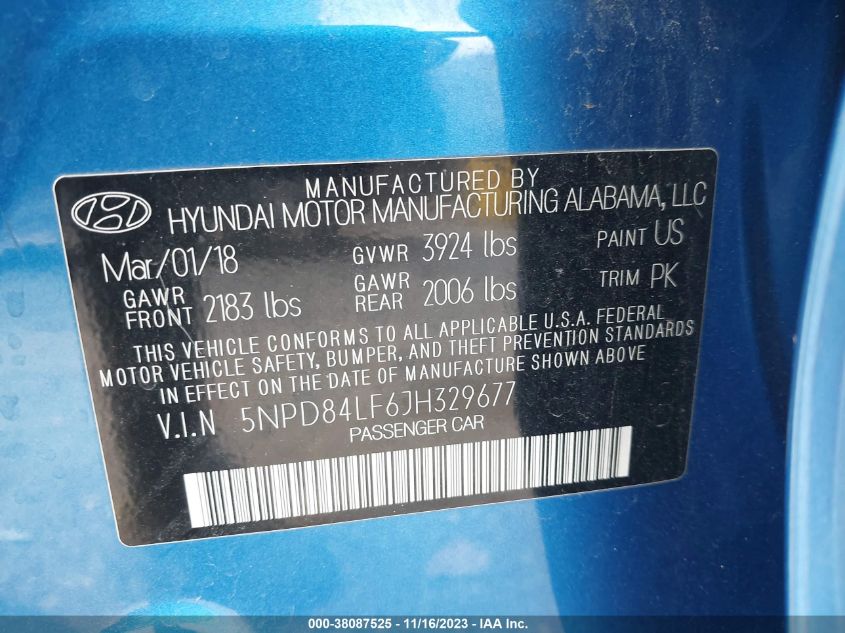 MANUFACTURED BY
HYUNDAI MOTOR MANUFACTURING ALABAMA, LLC
Mar/01/18 GVWR 3924 lbs PAINT US
GAWR FRONT 2183 lbs GAWR REAR 2006 lbs TRIM PK
THIS VEHICLE CONFORMS TO ALL APPLICABLE U.S.A. FEDERAL
MOTOR VEHICLE SAFETY, BUMPER, AND THEFT PREVENTION STANDARDS
IN EFFECT ON THE DATE OF MANUFACTURE SHOWN ABOVE
V.I.N 5NPD84LF6JH329677
PASSENGER CAR
000-38087525 - 11/16/2023 - IAA Inc.